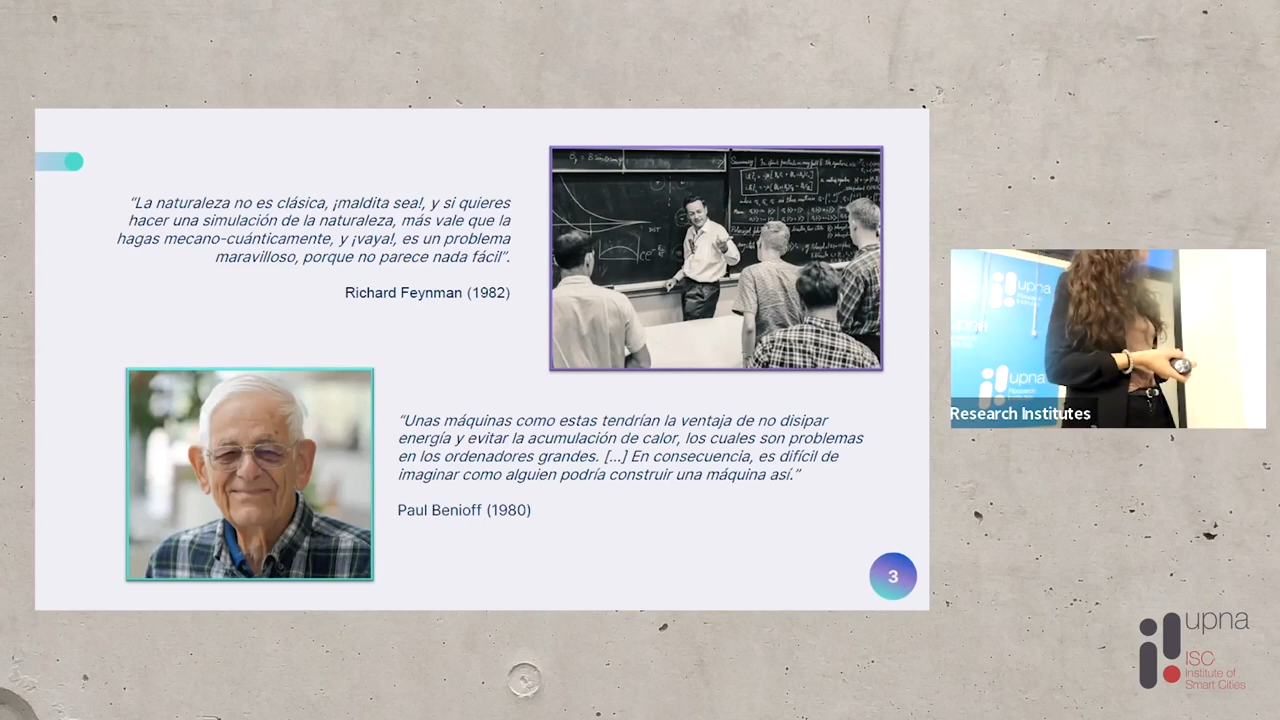 “La naturaleza no es clásica, ¡maldita sea!, y si quieres
hacer una simulación de la naturaleza, más vale que la
hagas mecano-cuánticamente, y ¡vaya!, es un problema
maravilloso, porque no parece nada fácil”.
Richard Feynman (1982)
“Unas máquinas como estas tendrían la ventaja de no disipar
energía y evitar la acumulación de calor, los cuales son problemas
en los ordenadores grandes. [...] En consecuencia, es difícil de
imaginar como alguien podría construir una máquina así.”
Paul Benioff (1980)
3
upna
upna
upna
Research Institutes
upna
ISC
Institute of
Smart Cities